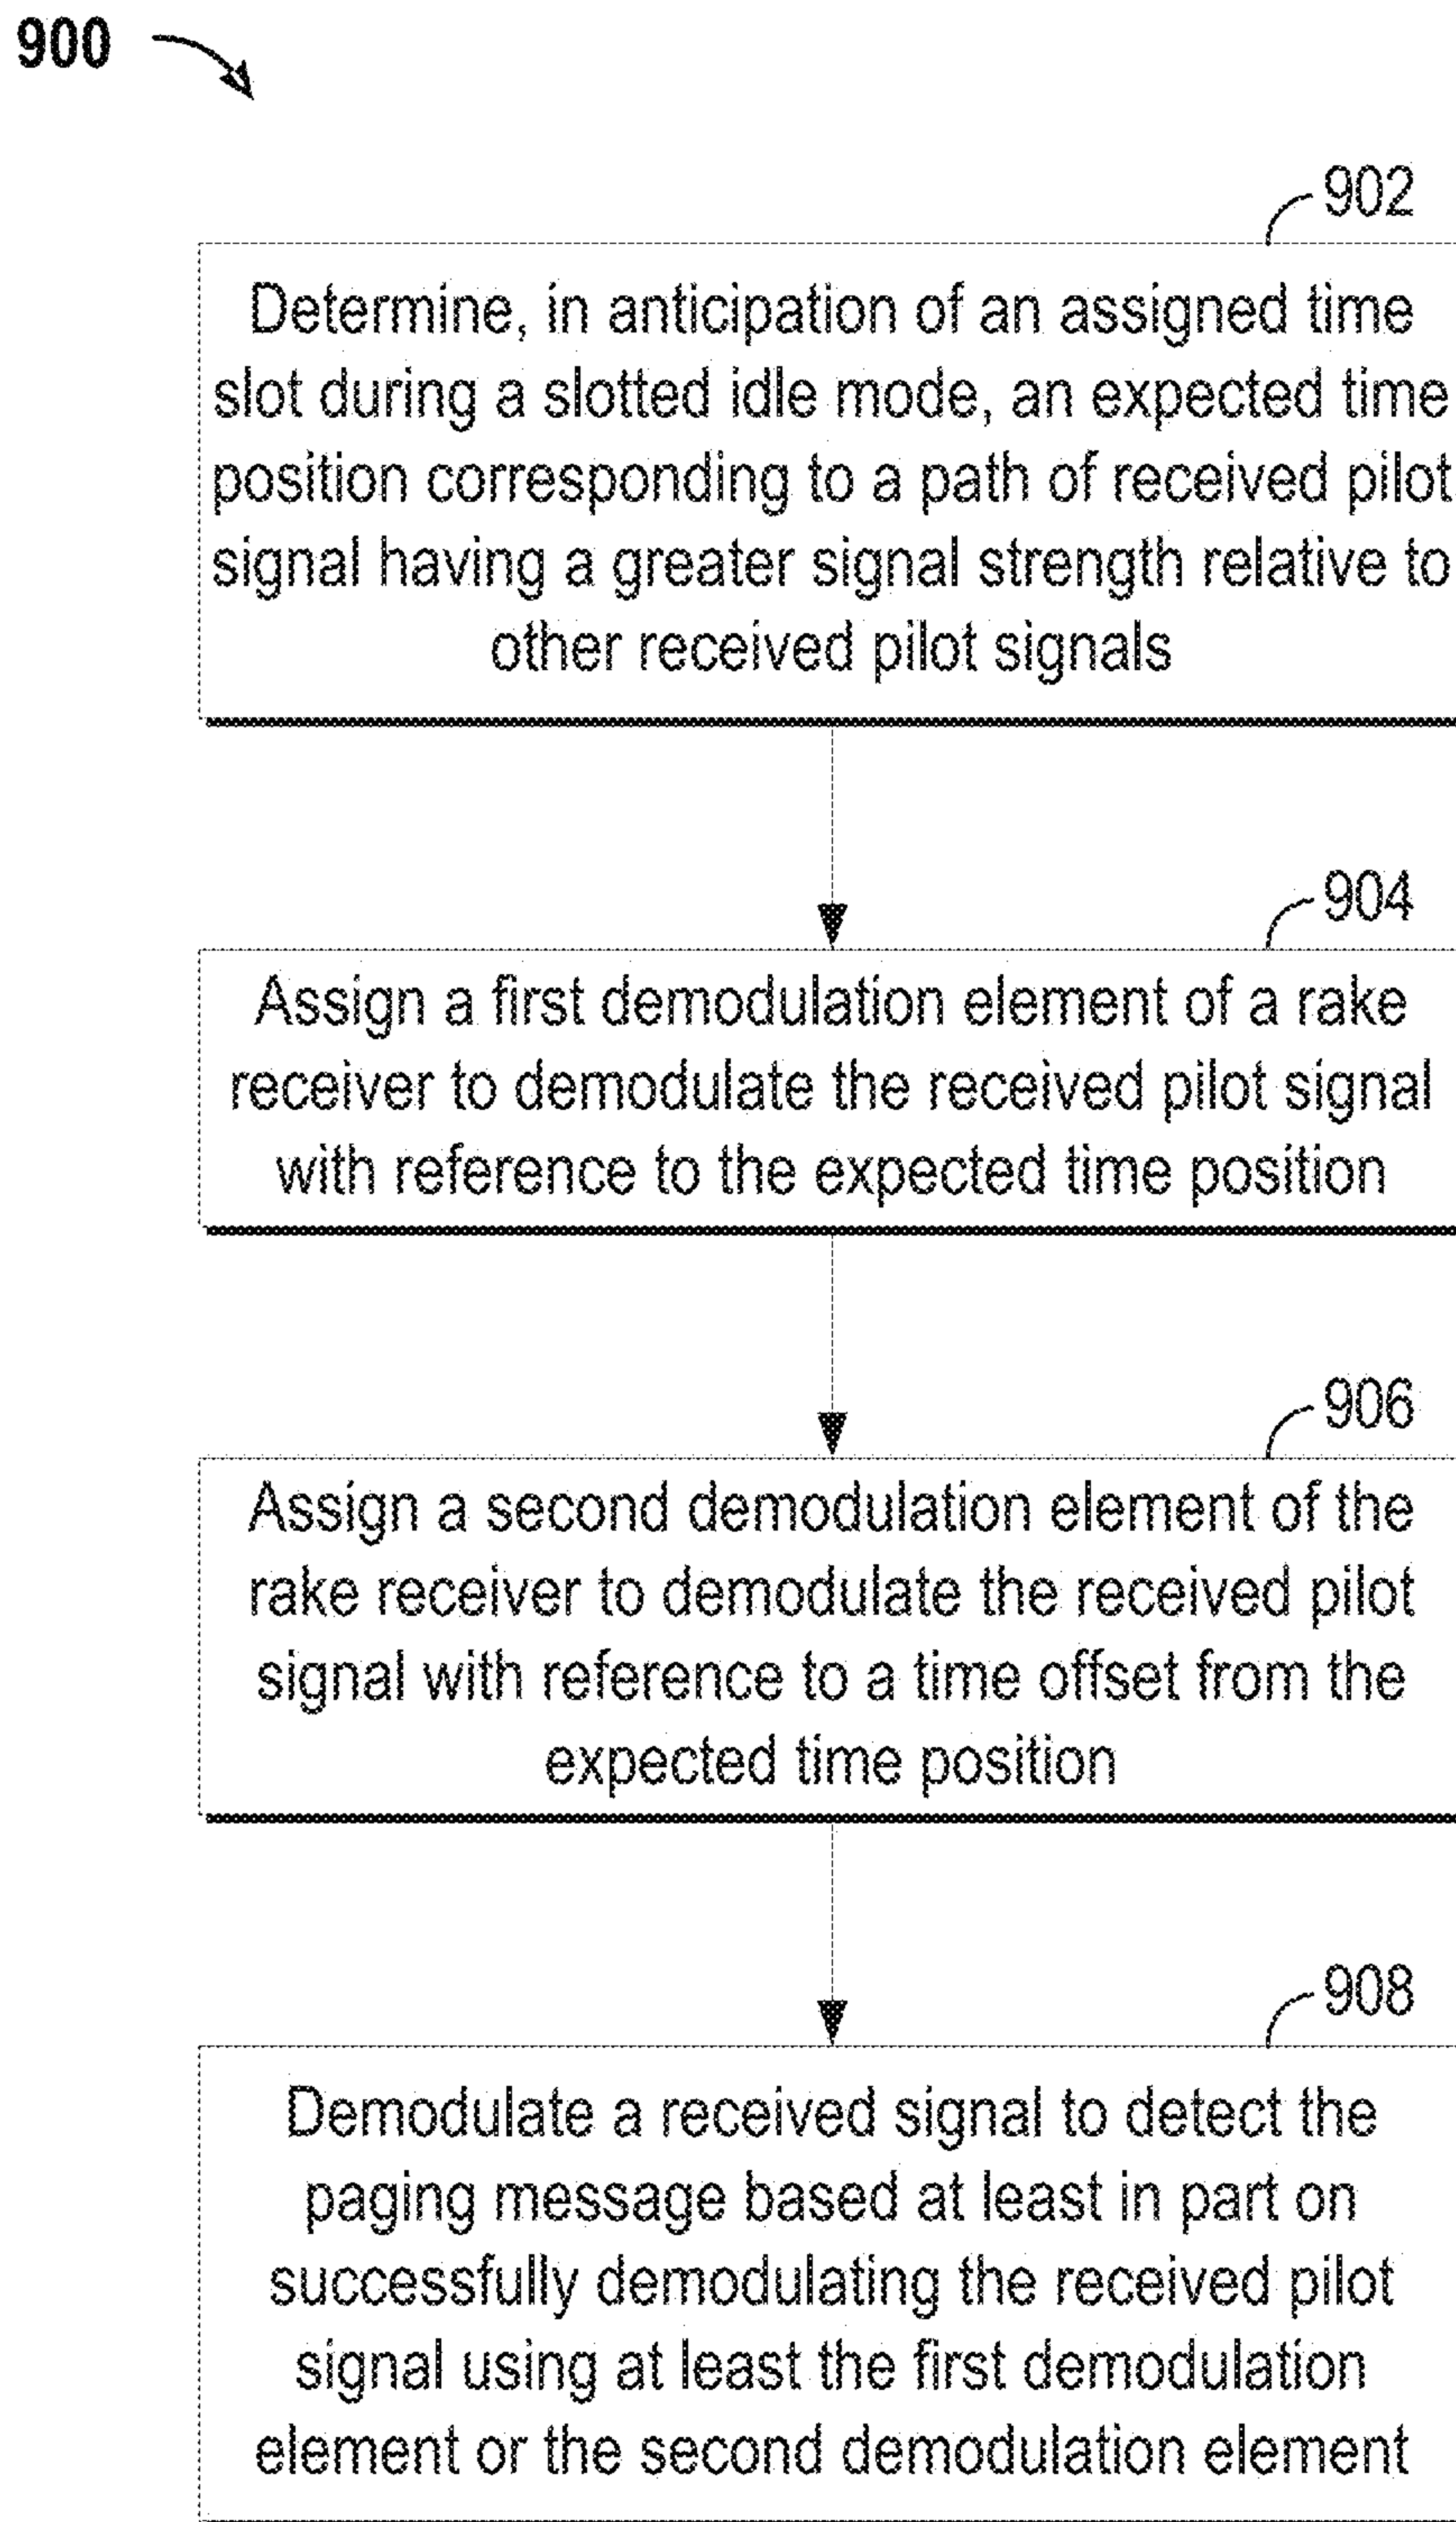 900
902
Determine, in anticipation of an assigned time
slot during a slotted idle mode, an expected time
position corresponding to a path of received pilot
signal having a greater signal strength relative to
other received pilot signals
904
Assign a first demodulation element of a rake
receiver to demodulate the received pilot signal
with reference to the expected time position
906
Assign a second demodulation element of the
rake receiver to demodulate the received pilot
signal with reference to a time offset from the
expected time position
908
Demodulate a received signal to detect the
paging message based at least in part on
successfully demodulating the received pilot
signal using at least the first demodulation
element or the second demodulation element